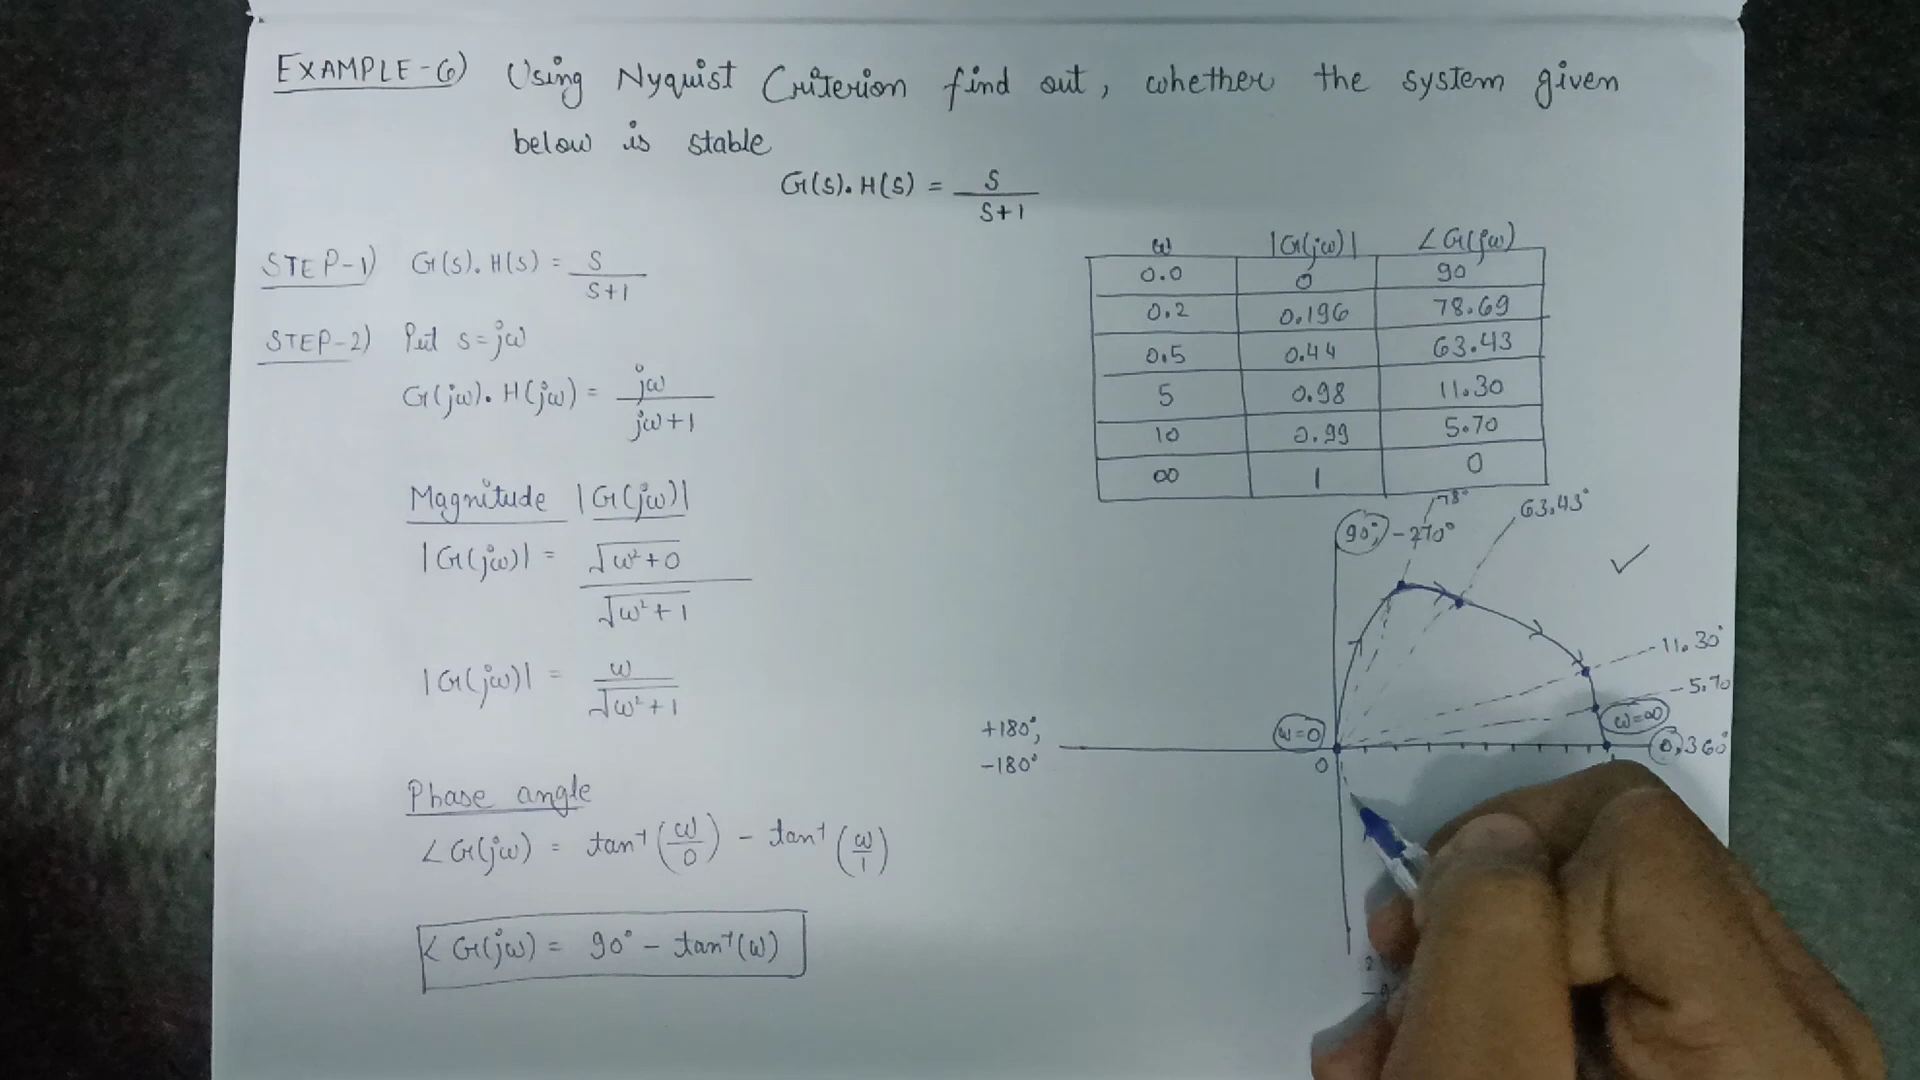 EXAMPLE-6) Using Nyquist Criterion find out, whether the system given
below is stable
G(s).H(s) = s / s+1
STEP-1) G(s).H(s) = s / s+1
STEP-2) Put s=jω
G(jω).H(jω) = jω / jω+1
Magnitude |G(jω)|
|G(jω)| = √ω²+0 / √ω²+1
|G(jω)| = ω / √ω²+1
Phase angle
∠G(jω) = tan⁻¹(ω/0) - tan⁻¹(ω/1)
∠G(jω) = 90° - tan⁻¹(ω)
ω |G(jω)| ∠G(jω)
0.0 0 90
0.2 0.196 78.69
0.5 0.44 63.43
5 0.98 11.30
10 0.99 5.70
∞ 1 0
78°
63.43°
90°, -270°
11.30°
5.70
ω=∞
+180°,
-180°
ω=0
0
0,360°